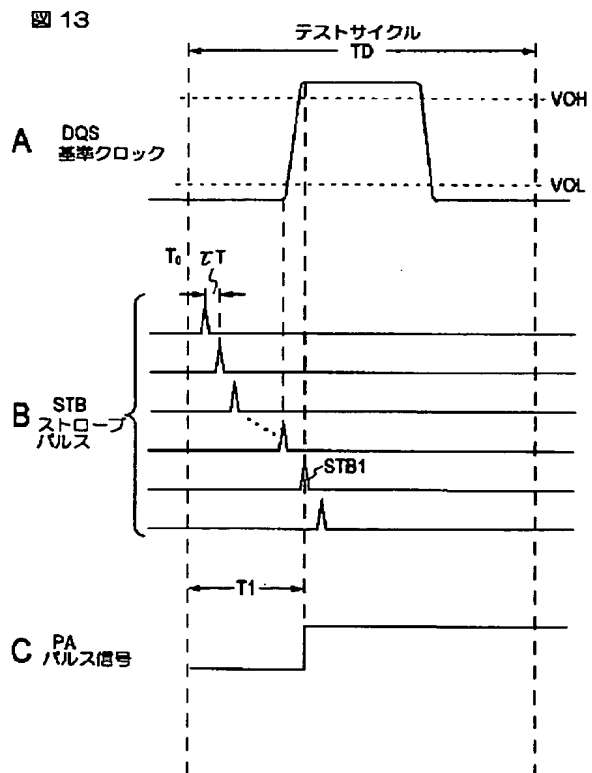 図 13
テストサイクル
TD
VOH
A DQS
基準クロック
VOL
T₀ τT
B STB
ストローブ
パルス
STB1
T1
C PA
パルス信号